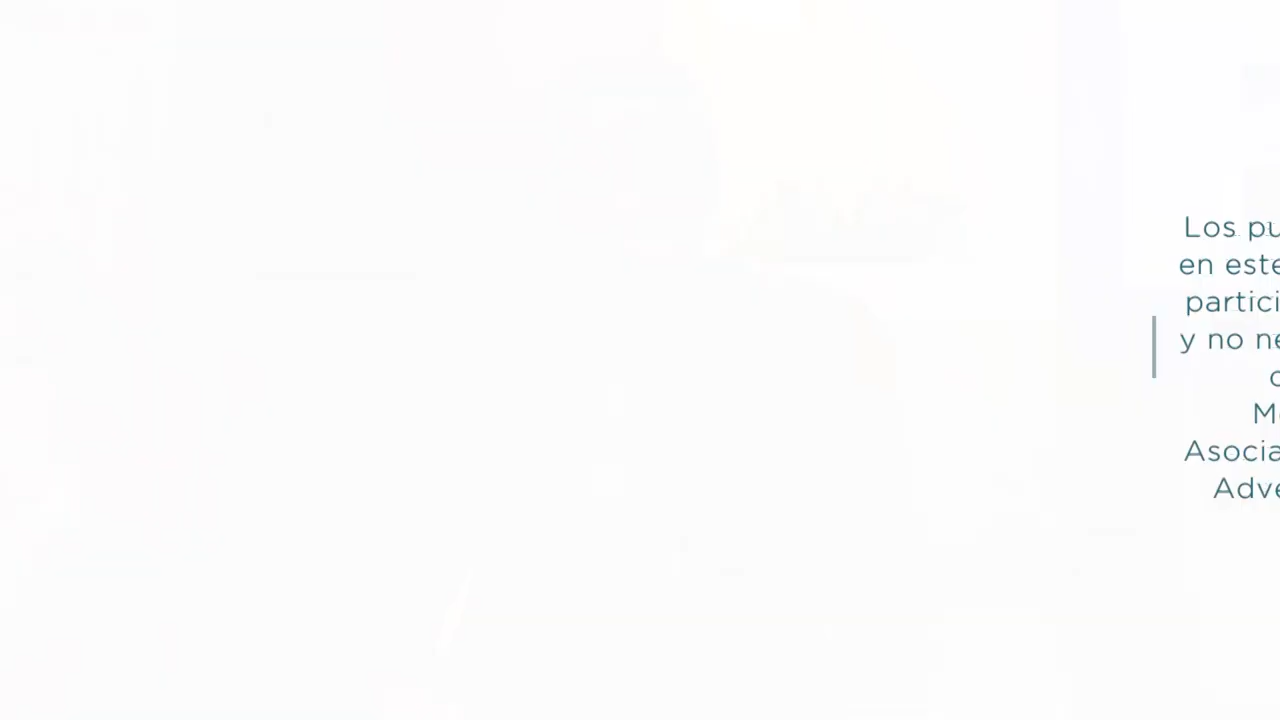 Los pu
en este
partici
y no ne
c
M
Asocia
Adve